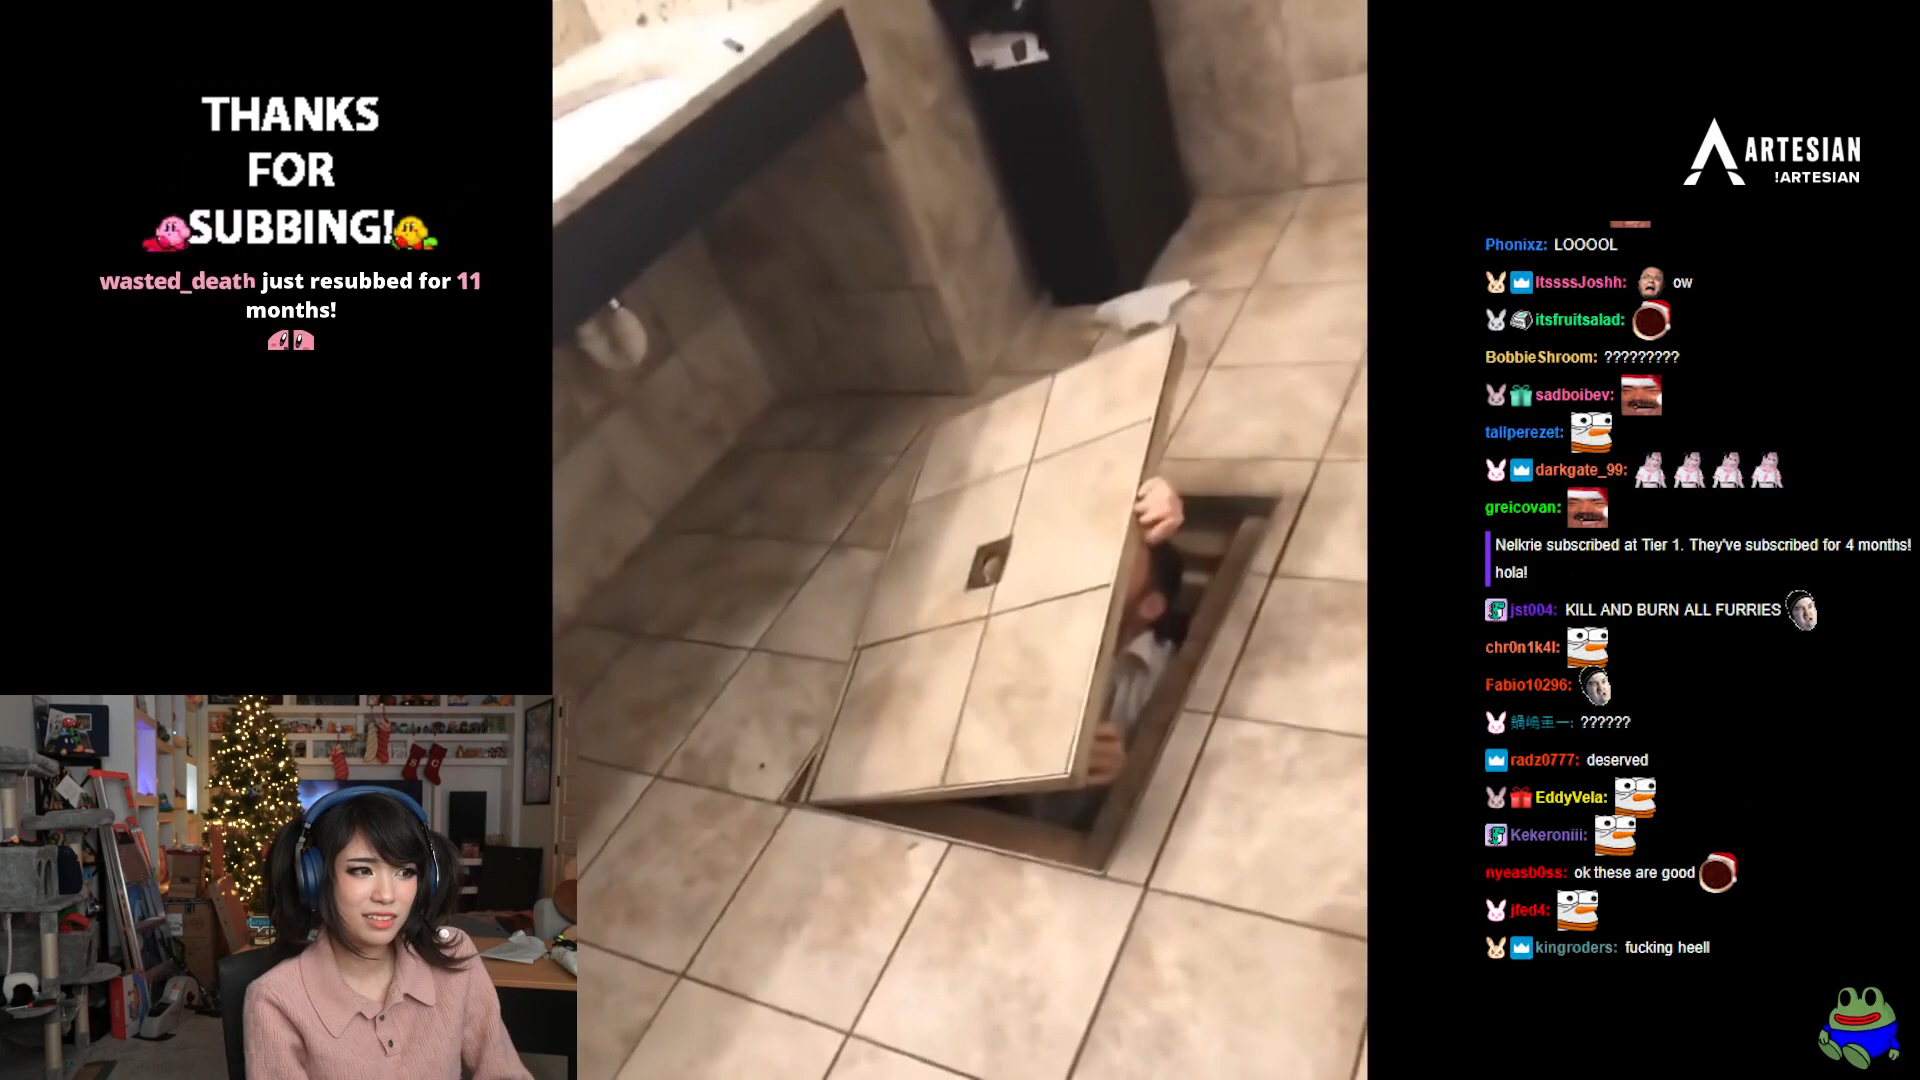 THANKS
FOR
SUBBING!
wasted_death just resubbed for 11
months!
ARTESIAN
!ARTESIAN
Phonixz: LOOOOL
ItssssJoshh: ow
itsfruitsalad:
BobbieShroom: ?????????
sadboibev:
tallperezet:
darkgate_99:
greicovan:
Nelkrie subscribed at Tier 1. They've subscribed for 4 months!
hola!
jst004: KILL AND BURN ALL FURRIES
chr0n1k4l:
Fabio10296:
??????
radz0777: deserved
EddyVela:
Kekeroniii:
nyeasb0ss: ok these are good
jfed4:
kingroders: fucking heell
S C